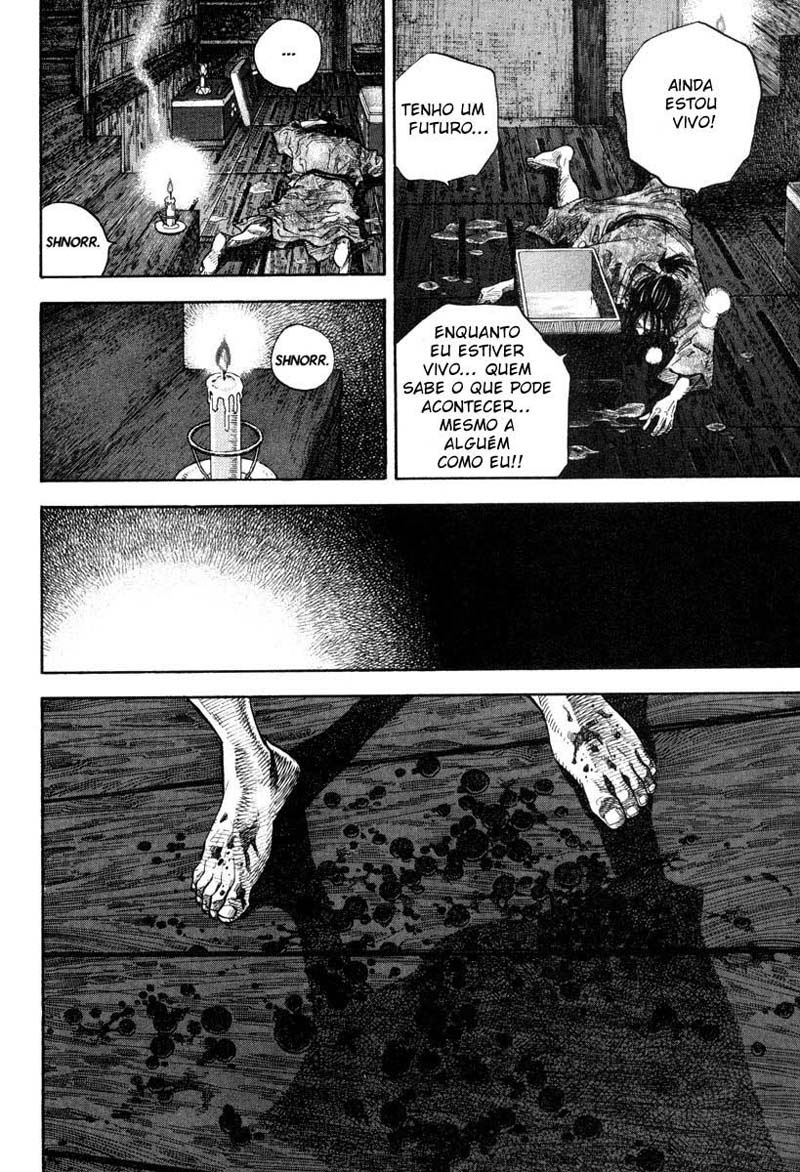 AINDA
ESTOU
VIVO!
TENHO UM
FUTURO...
ENQUANTO
EU ESTIVER
VIVO... QUEM
SABE O QUE PODE
ACONTECER...
MESMO A
ALGUÉM
COMO EU!!
...
SHNORR.
SHNORR.